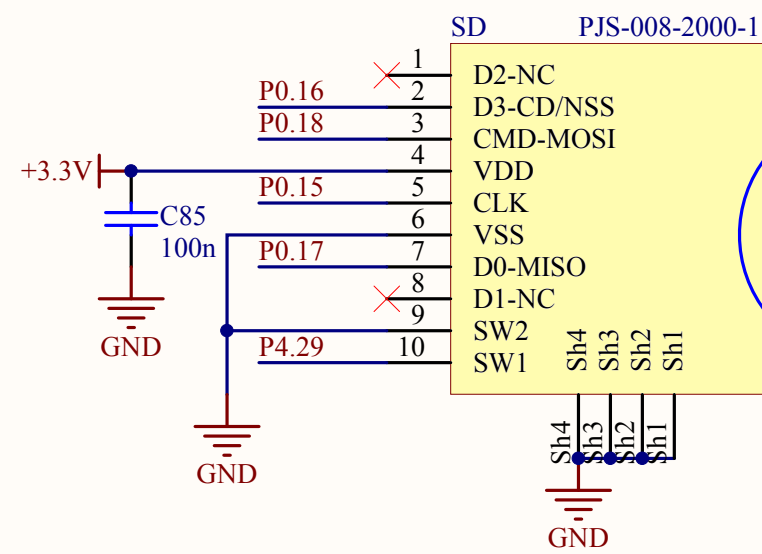 SD PJS-008-2000-1
1 D2-NC
P0.16 2 D3-CD/NSS
P0.18 3 CMD-MOSI
+3.3V 4 VDD
P0.15 5 CLK
C85
100n
6 VSS
P0.17 7 D0-MISO
8 D1-NC
9 SW2
P4.29 10 SW1
Sh4 Sh3 Sh2 Sh1
Sh4 Sh3 Sh2 Sh1
GND
GND
GND